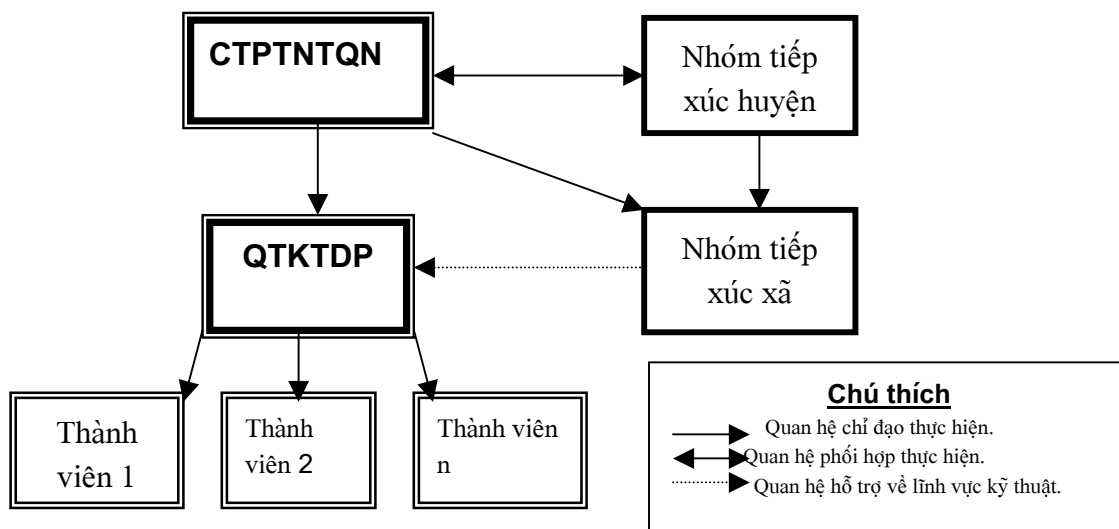 CTPTNTQN
Nhóm tiếp
xúc huyện
QTKTDP
Nhóm tiếp
xúc xã
Thành
viên 1
Thành
viên 2
Thành viên
n
Chú thích
Quan hệ chỉ đạo thực hiện.
Quan hệ phối hợp thực hiện.
Quan hệ hỗ trợ về lĩnh vực kỹ thuật.